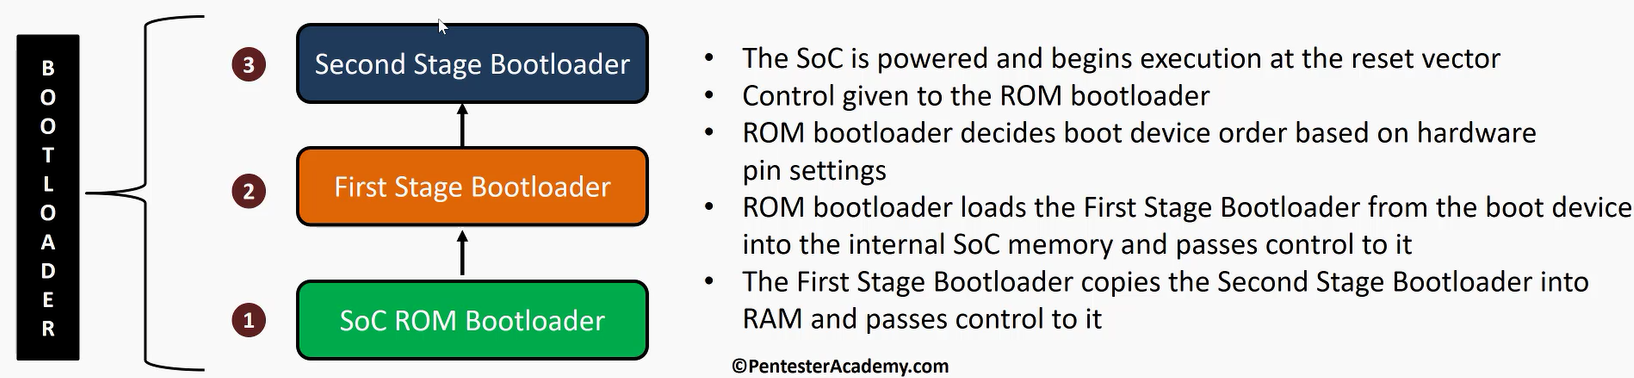 BOOTLOADER
3
Second Stage Bootloader
2
First Stage Bootloader
1
SoC ROM Bootloader
• The SoC is powered and begins execution at the reset vector
• Control given to the ROM bootloader
• ROM bootloader decides boot device order based on hardware
pin settings
• ROM bootloader loads the First Stage Bootloader from the boot device
into the internal SoC memory and passes control to it
• The First Stage Bootloader copies the Second Stage Bootloader into
RAM and passes control to it
©PentesterAcademy.com